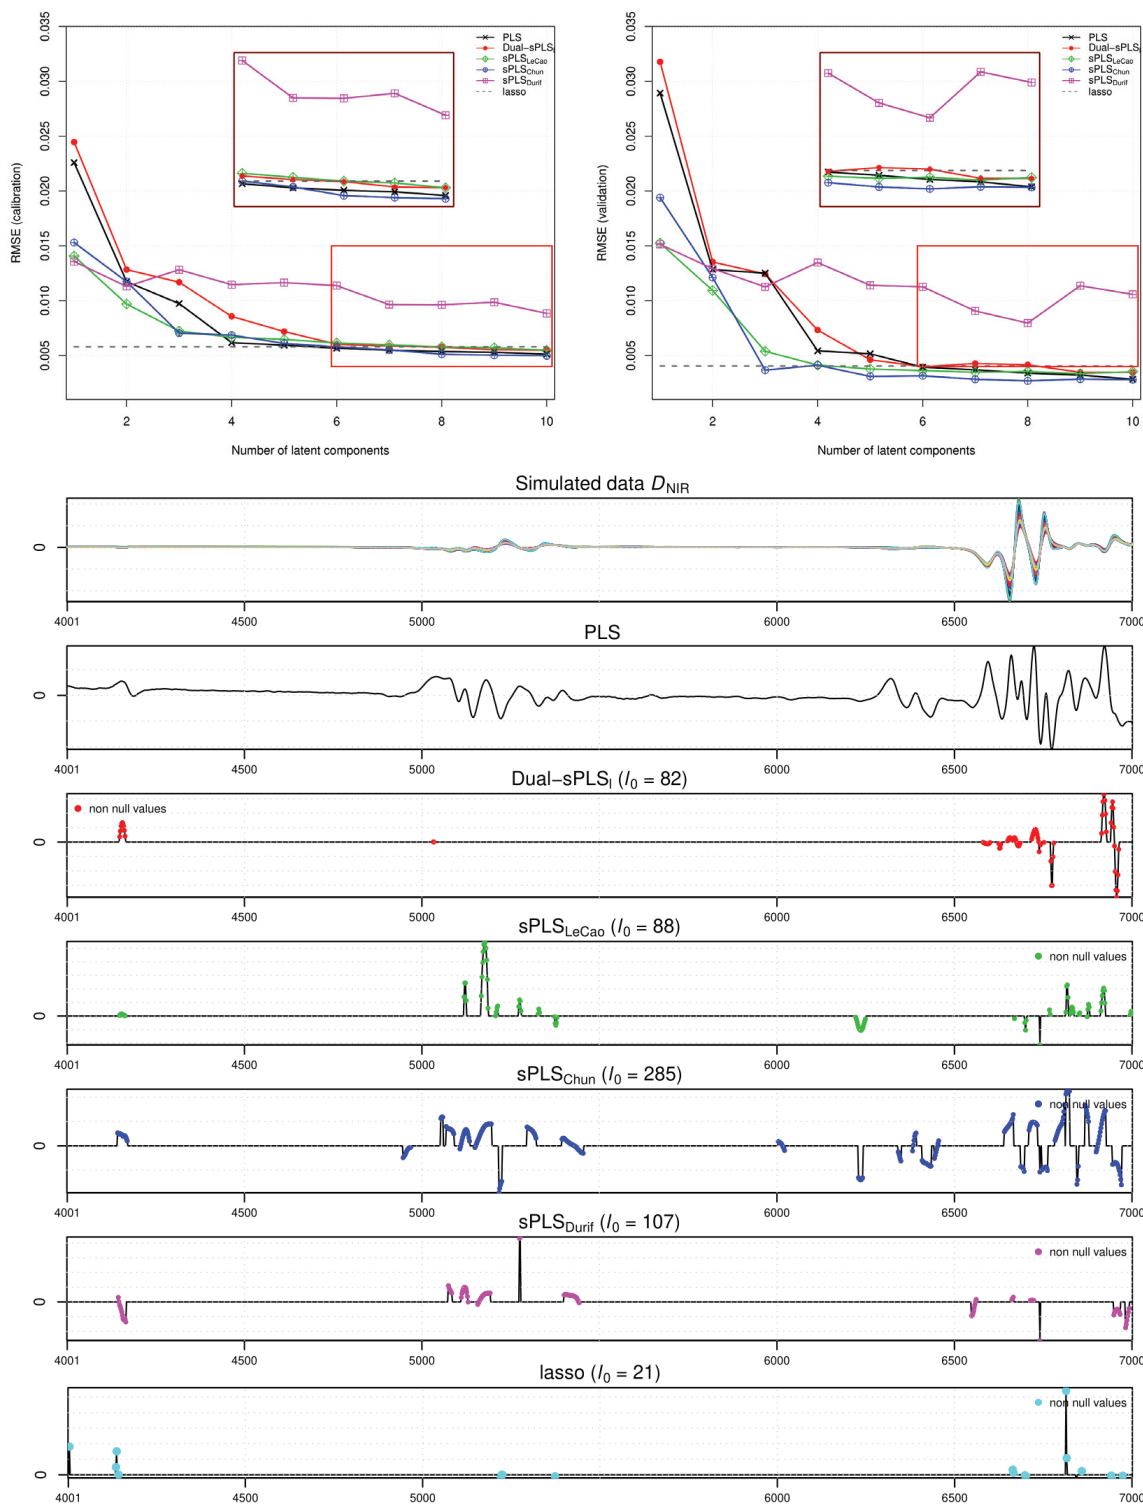 PLS
Dual−sPLSl
sPLSLeCao
sPLSChun
sPLSDurif
lasso
0.035
0.030
0.025
0.020
0.015
0.010
0.005
RMSE (calibration)
2 4 6 8 10
Number of latent components
PLS
Dual−sPLSl
sPLSLeCao
sPLSChun
sPLSDurif
lasso
0.035
0.030
0.025
0.020
0.015
0.010
0.005
RMSE (validation)
2 4 6 8 10
Number of latent components
Simulated data DNIR
0
4001 4500 5000 6000 6500 7000
PLS
0
4001 4500 5000 6000 6500 7000
Dual−sPLSl (l0 = 82)
non null values
0
4001 4500 5000 6000 6500 7000
sPLSLeCao (l0 = 88)
non null values
0
4001 4500 5000 6000 6500 7000
sPLSChun (l0 = 285)
non null values
0
4001 4500 5000 6000 6500 7000
sPLSDurif (l0 = 107)
non null values
0
4001 4500 5000 6000 6500 7000
lasso (l0 = 21)
non null values
0
4001 4500 5000 6000 6500 7000